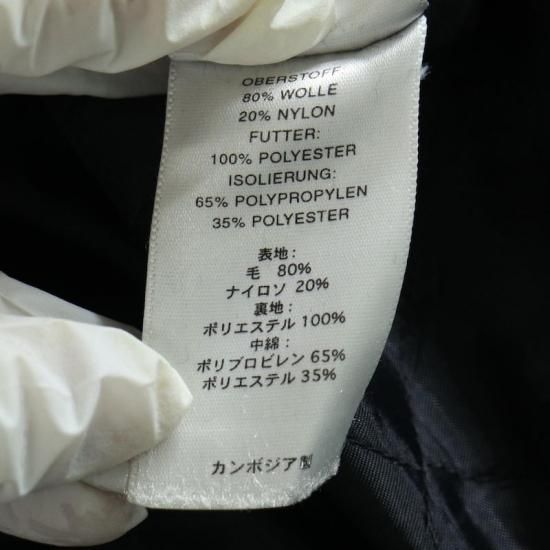 OBERSTOFF
80% WOLLE
20% NYLON
FUTTER:
100% POLYESTER
ISOLIERUNG:
65% POLYPROPYLEN
35% POLYESTER
表地:
毛 80%
ナイロソ 20%
裏地:
ポリエステル 100%
中綿:
ポリプロビレン 65%
ポリエステル 35%
カンボジア製